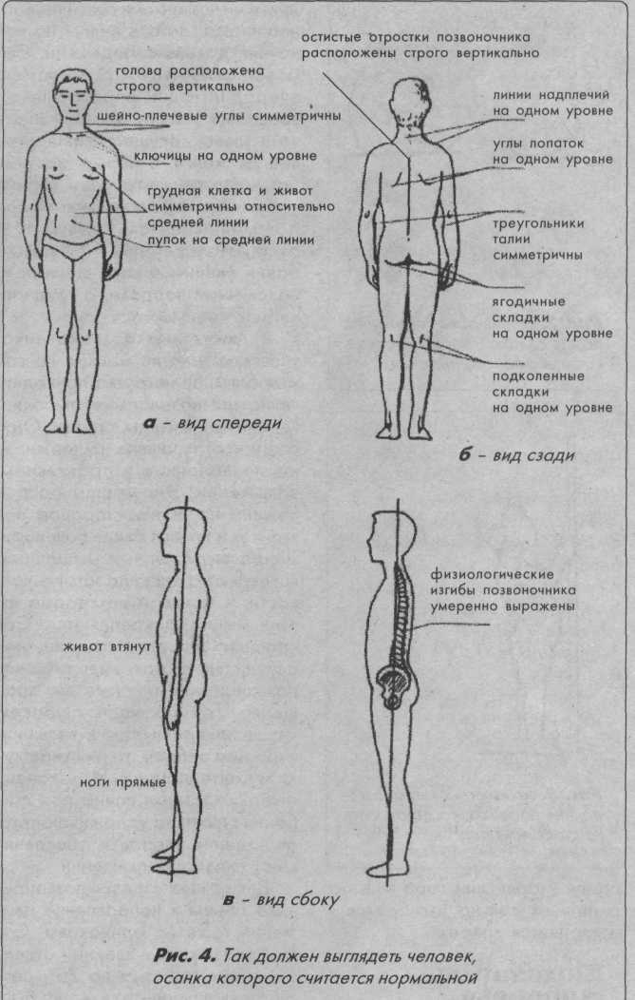 остистые отростки позвоночника
расположены строго вертикально
голова расположена
строго вертикально
шейно-плечевые углы симметричны
ключицы на одном уровне
грудная клетка и живот
симметричны относительно
средней линии
пупок на средней линии
линии надплечий
на одном уровне
углы лопаток
на одном уровне
треугольники
талии
симметричны
ягодичные
складки
на одном уровне
подколенные
складки
на одном уровне
а – вид спереди
б – вид сзади
физиологические
изгибы позвоночника
умеренно выражены
живот втянут
ноги прямые
в – вид сбоку
Рис. 4. Так должен выглядеть человек,
осанка которого считается нормальной